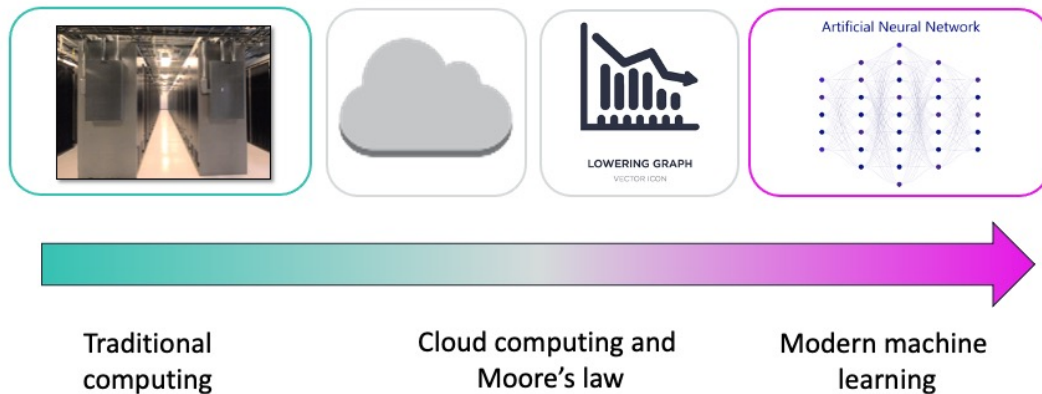 Artificial Neural Network
LOWERING GRAPH
VECTOR ICON
Traditional
computing
Cloud computing and
Moore's law
Modern machine
learning